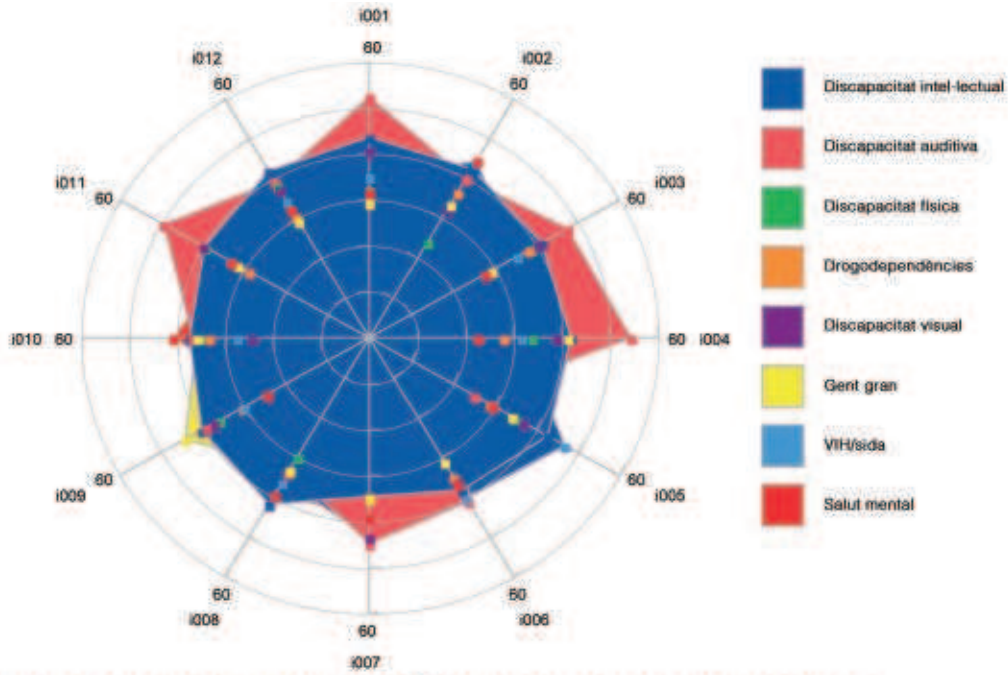 i001
60
i002
60
i003
60
60 i004
60
i005
60
i006
60
i007
60
i008
60
i009
i010 60
i011
60
i012
60
Discapacitat intel-lectual
Discapacitat auditiva
Discapacitat física
Drogodependències
Discapacitat visual
Gent gran
VIH/sida
Salut mental